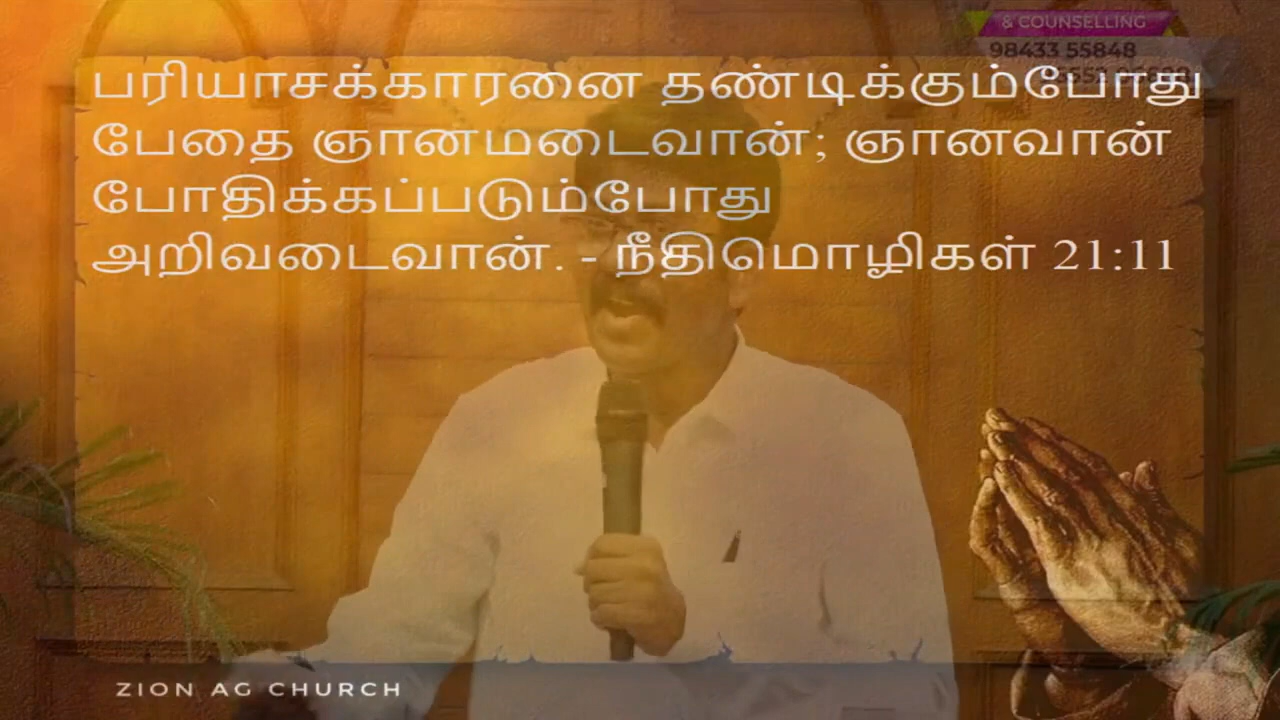 & COUNSELLING
98433 55848
பரியாசக்காரனை தண்டிக்கும்போது
பேதை ஞானமடைவான்; ஞானவான்
போதிக்கப்படும்போது
அறிவடைவான். - நீதிமொழிகள் 21:11
ZION AG CHURCH